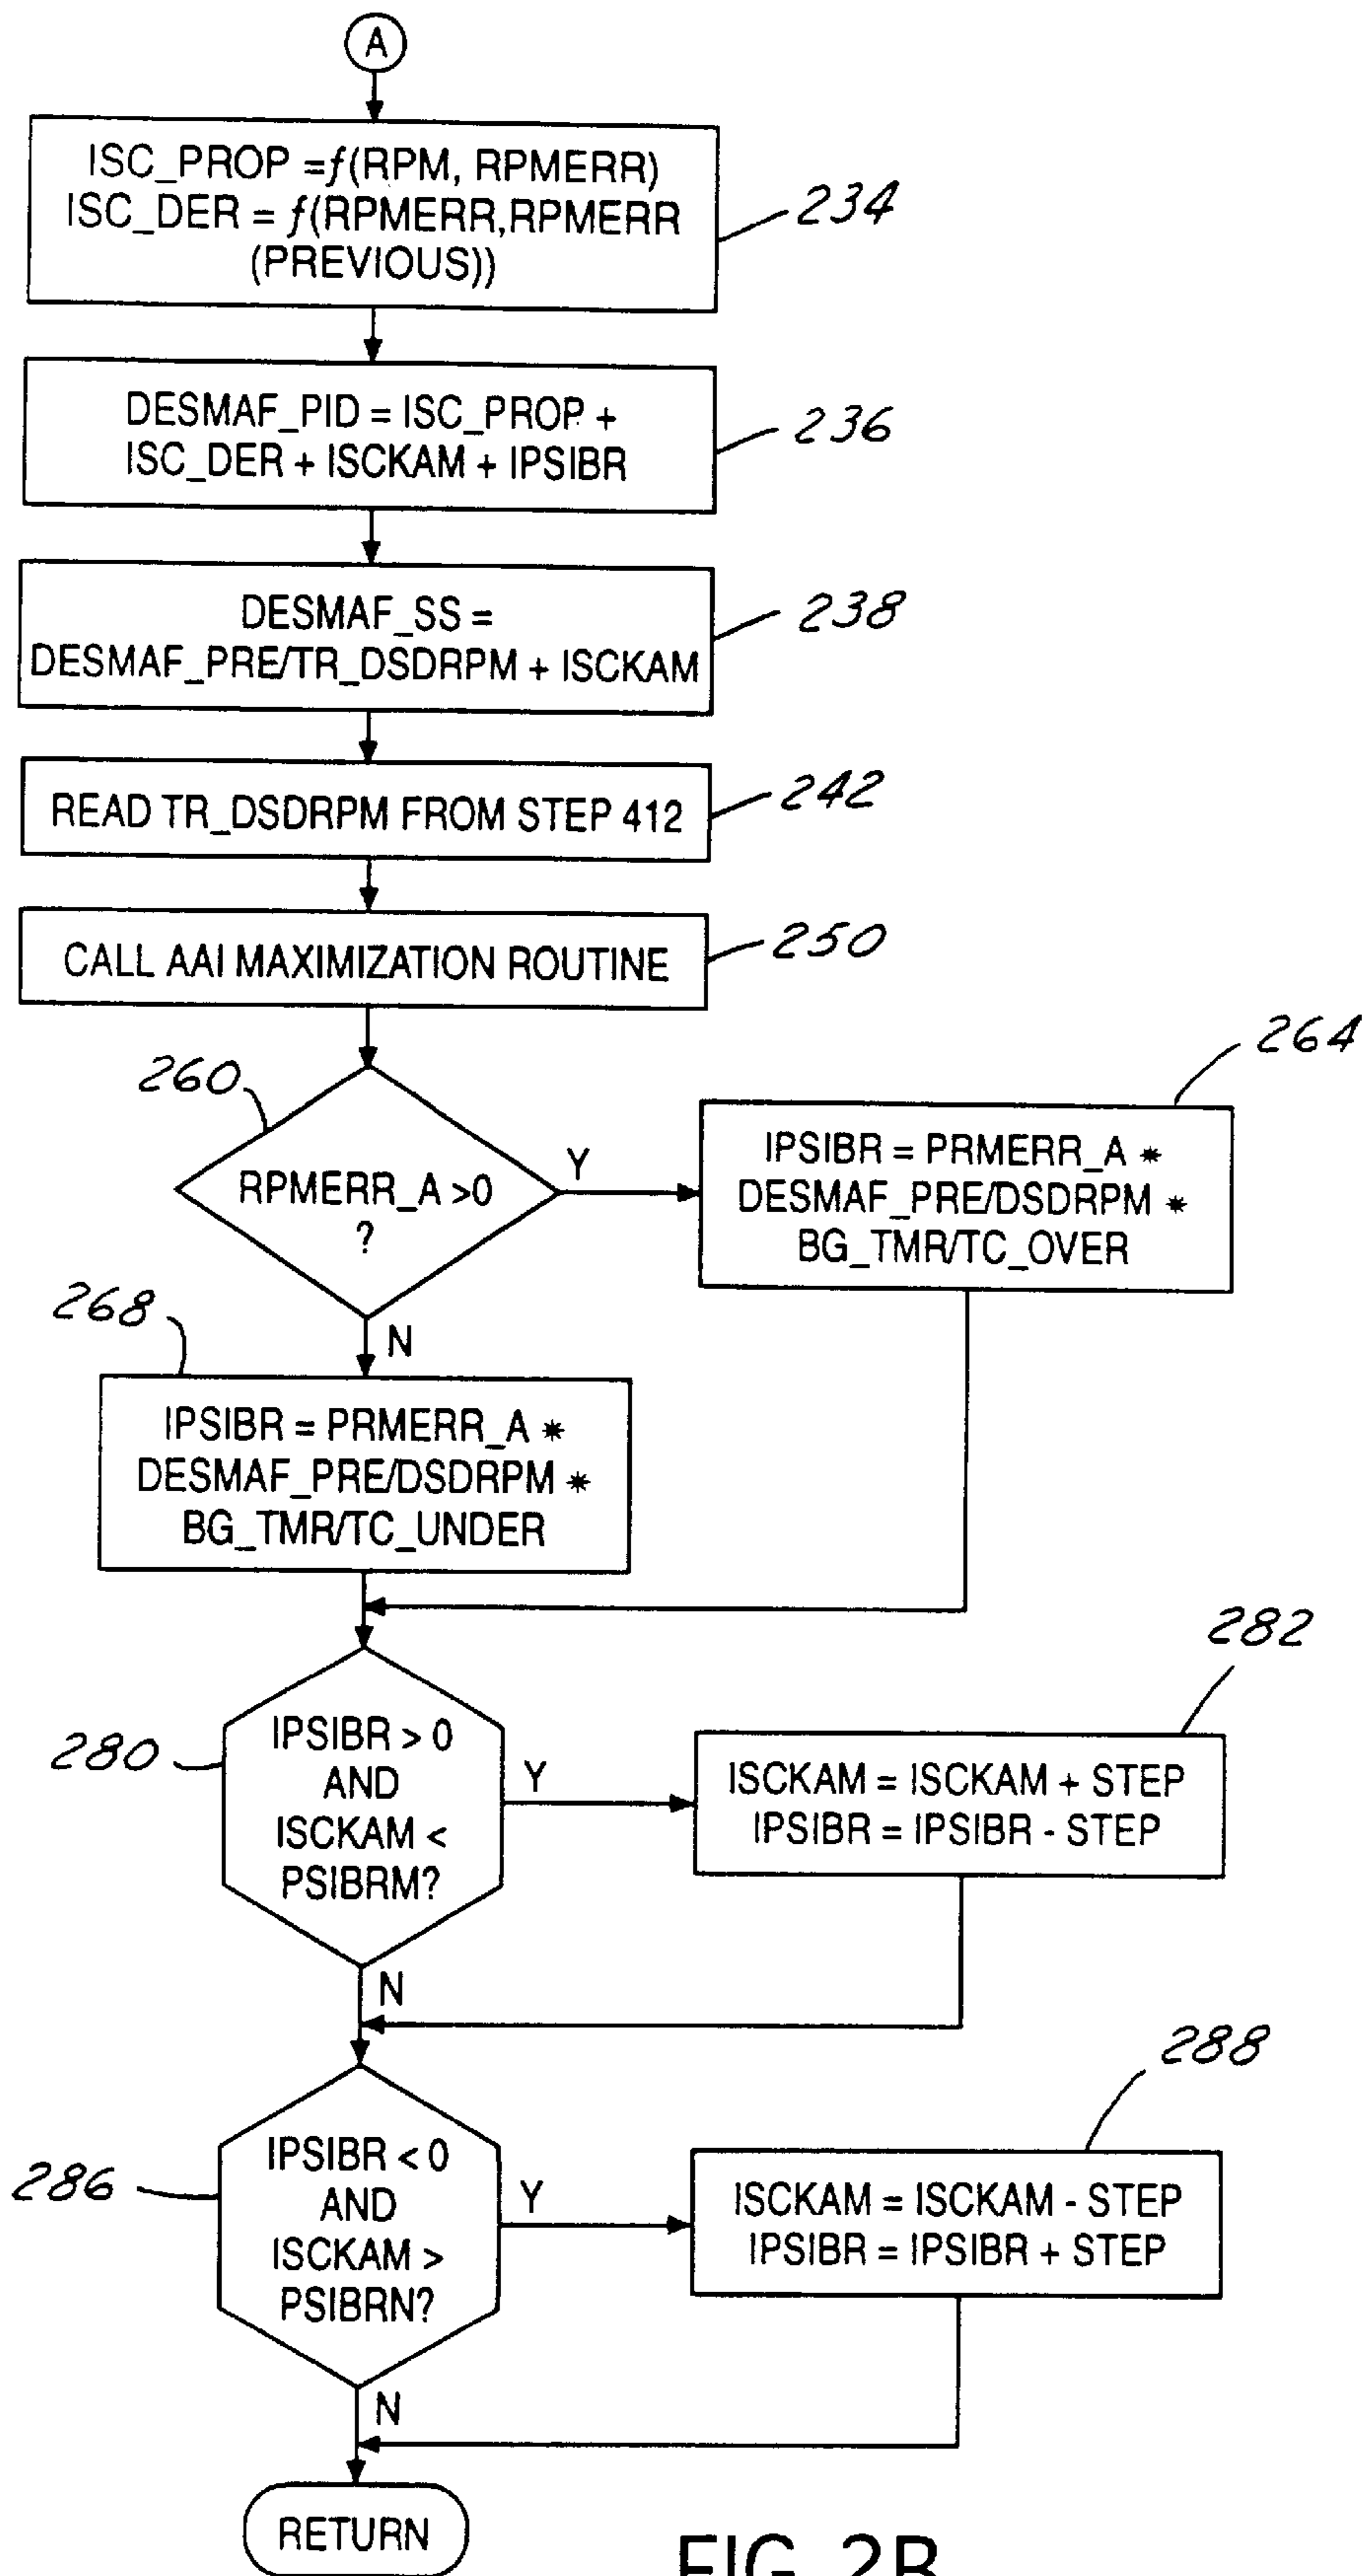 A
ISC_PROP =f(RPM, RPMERR)
ISC_DER = f(RPMERR,RPMERR
(PREVIOUS))
234
DESMAF_PID = ISC_PROP +
ISC_DER + ISCKAM + IPSIBR
236
DESMAF_SS =
DESMAF_PRE/TR_DSDRPM + ISCKAM
238
READ TR_DSDRPM FROM STEP 412
242
CALL AAI MAXIMIZATION ROUTINE
250
260
RPMERR_A >0
?
Y
N
264
IPSIBR = PRMERR_A *
DESMAF_PRE/DSDRPM *
BG_TMR/TC_OVER
268
IPSIBR = PRMERR_A *
DESMAF_PRE/DSDRPM *
BG_TMR/TC_UNDER
280
IPSIBR > 0
AND
ISCKAM <
PSIBRM?
Y
N
282
ISCKAM = ISCKAM + STEP
IPSIBR = IPSIBR - STEP
286
IPSIBR < 0
AND
ISCKAM >
PSIBRN?
Y
N
288
ISCKAM = ISCKAM - STEP
IPSIBR = IPSIBR + STEP
RETURN
FIG. 2B